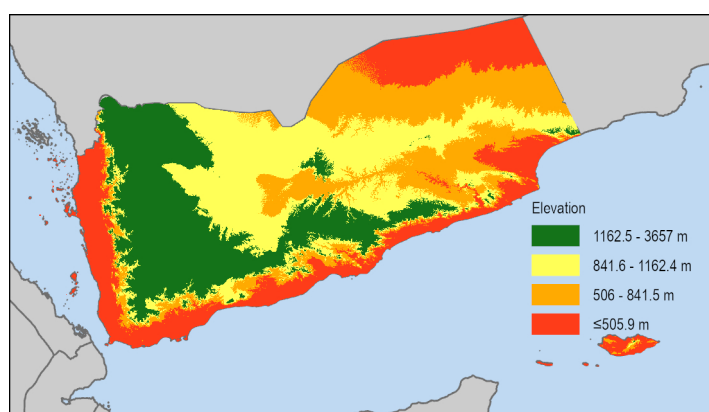 Elevation
1162.5 - 3657 m
841.6 - 1162.4 m
506 - 841.5 m
≤505.9 m